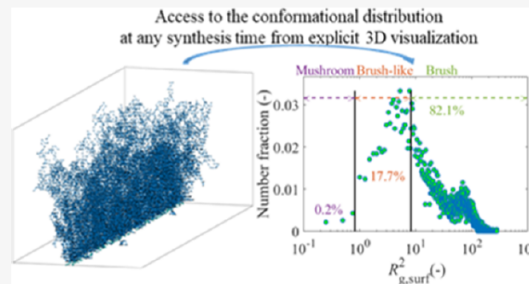 Access to the conformational distribution
at any synthesis time from explicit 3D visualization
Mushroom Brush-like Brush
Number fraction (-)
0.03
0.02
0.01
0
82.1%
17.7%
0.2%
10⁻¹ 10⁰ 10¹ 10²
R²g,surf(-)